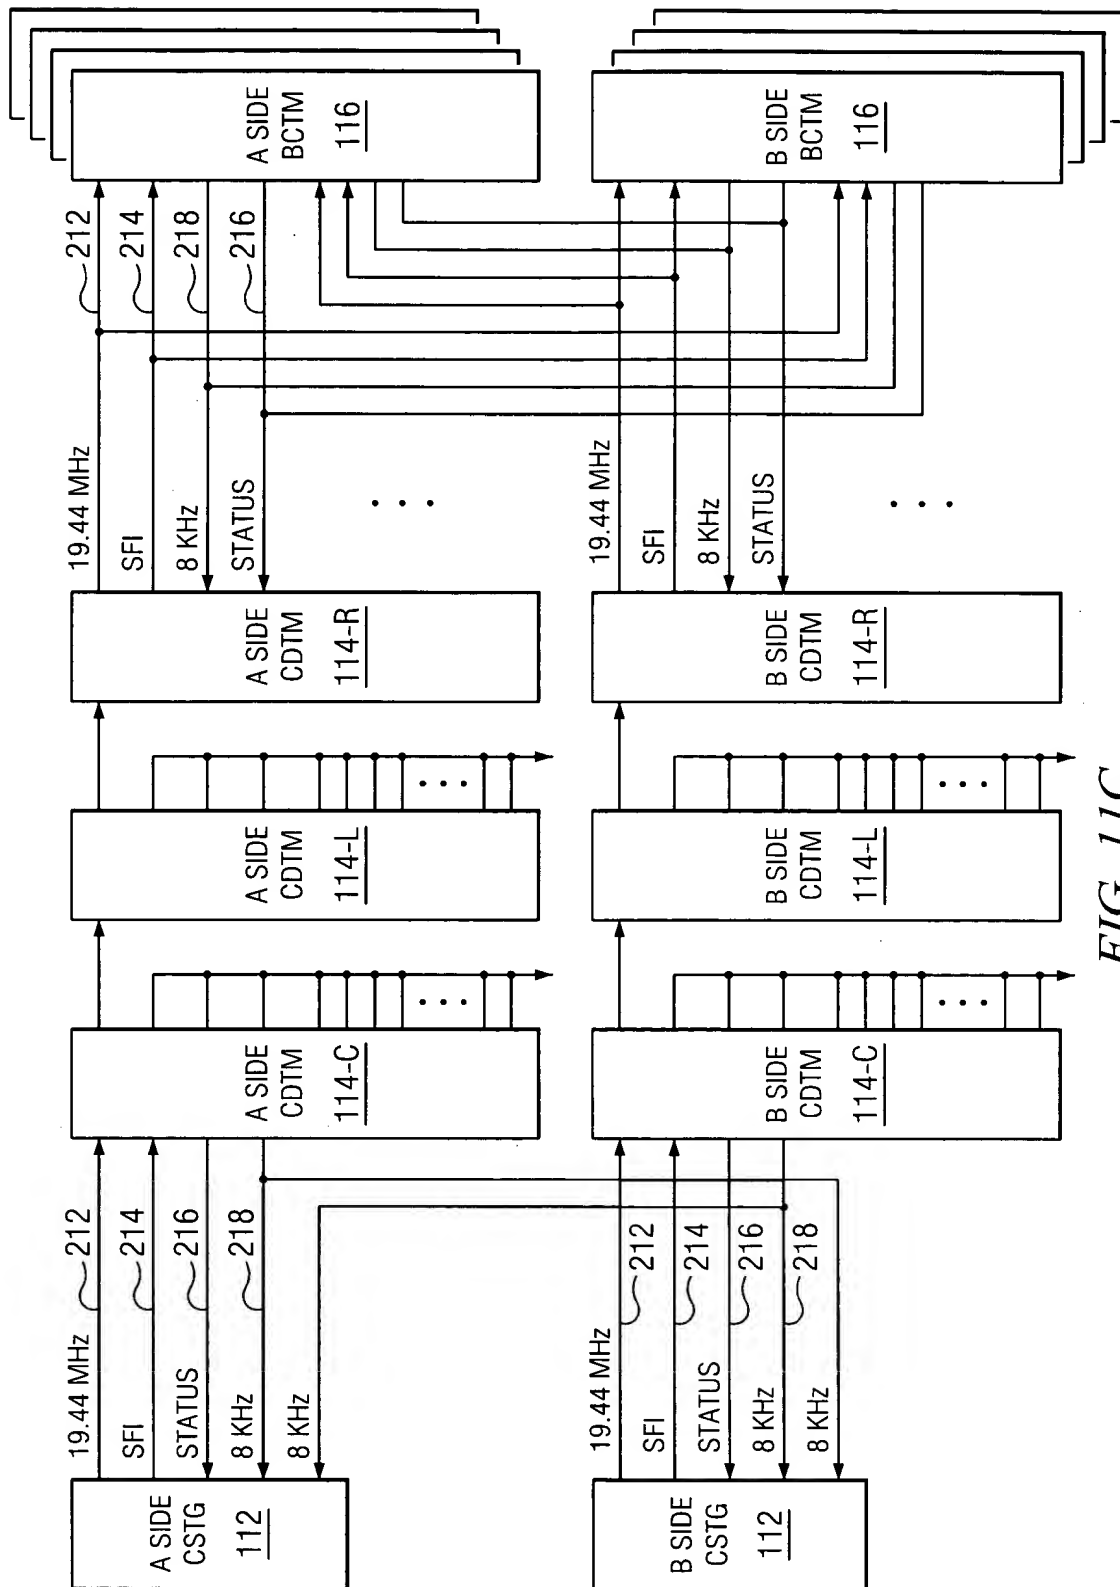 A SIDE
CSTG
112
19.44 MHz
212
SFI
214
STATUS
216
8 KHz
218
8 KHz
A SIDE
CDTM
114-C
• • •
A SIDE
CDTM
114-L
• • •
A SIDE
CDTM
114-R
19.44 MHz
212
SFI
214
8 KHz
218
STATUS
216
• • •
A SIDE
BCTM
116
B SIDE
CSTG
112
19.44 MHz
212
SFI
214
STATUS
216
8 KHz
218
8 KHz
B SIDE
CDTM
114-C
• • •
B SIDE
CDTM
114-L
• • •
B SIDE
CDTM
114-R
19.44 MHz
SFI
8 KHz
STATUS
• • •
B SIDE
BCTM
116
FIG. 11C